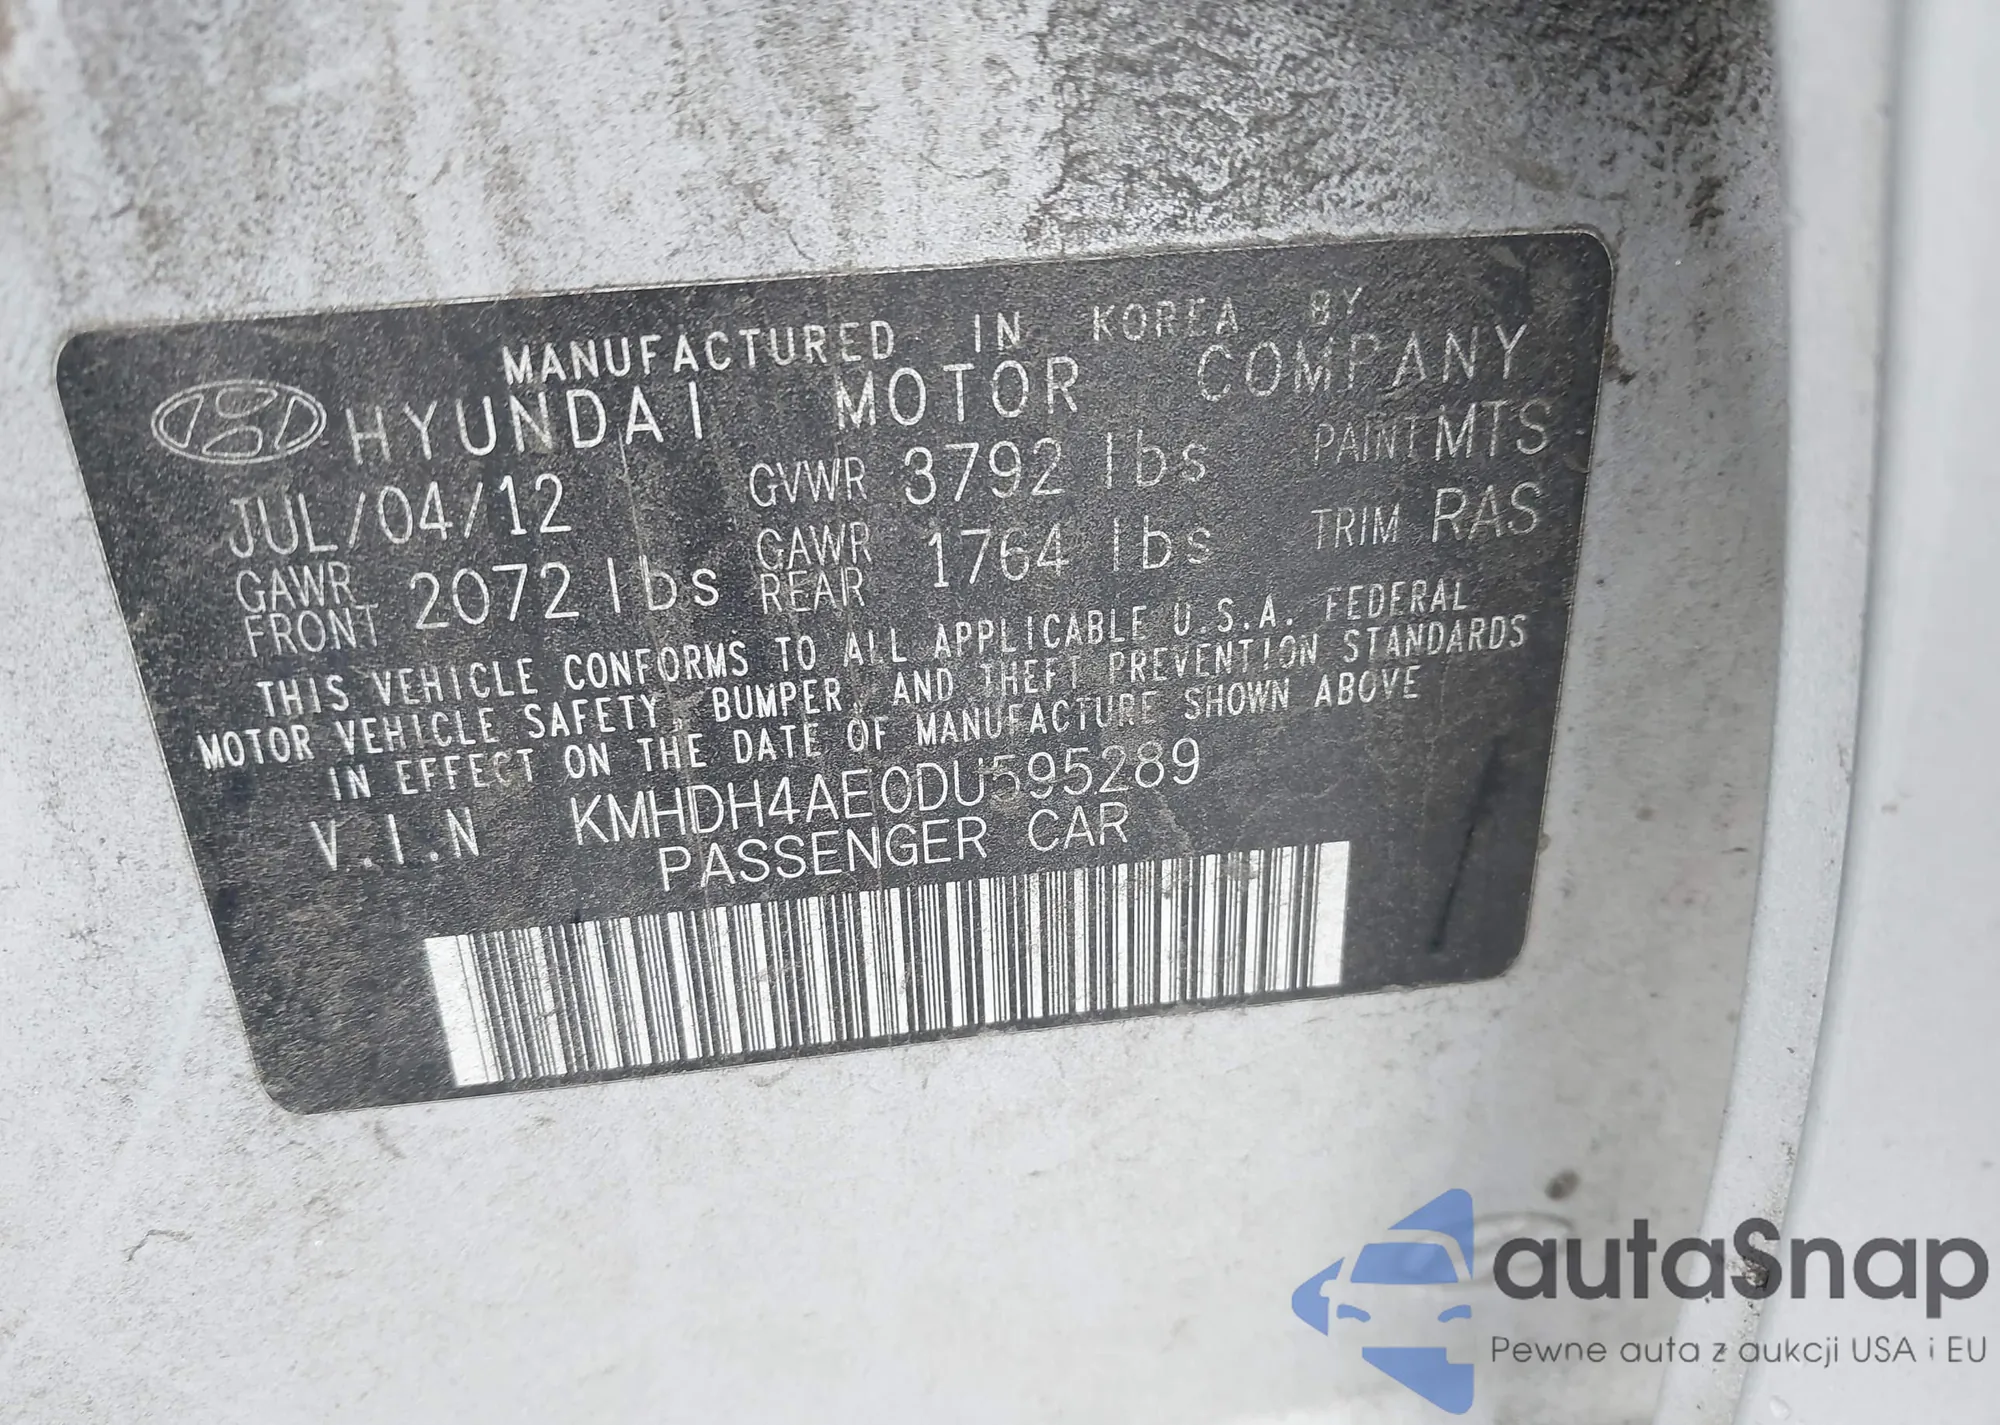 MANUFACTURED IN KOREA BY
HYUNDAI MOTOR COMPANY
JUL/04/12 GVWR 3792 lbs PAINT MTS
GAWR FRONT 2072 lbs GAWR REAR 1764 lbs TRIM RAS
THIS VEHICLE CONFORMS TO ALL APPLICABLE U.S.A. FEDERAL
MOTOR VEHICLE SAFETY, BUMPER, AND THEFT PREVENTION STANDARDS
IN EFFECT ON THE DATE OF MANUFACTURE SHOWN ABOVE
V.I.N KMHDH4AE0DU595289
PASSENGER CAR
autaSnap
Pewne auta z aukcji USA i EU